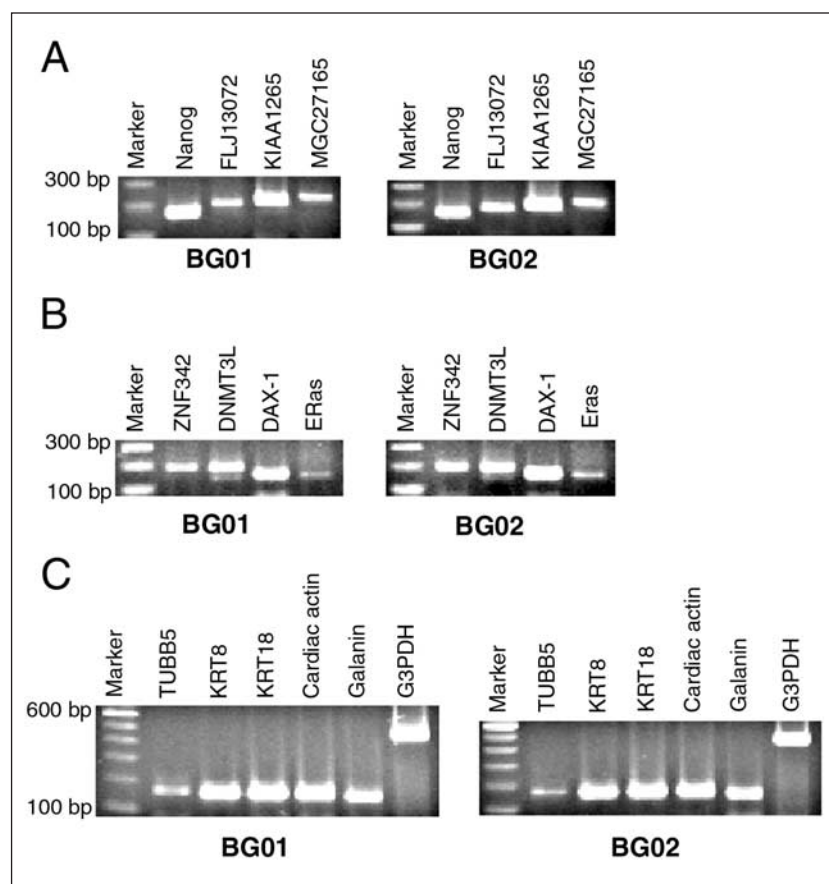 A
Marker Nanog FLJ13072 KIAA1265 MGC27165
Marker Nanog FLJ13072 KIAA1265 MGC27165
300 bp
100 bp
BG01 BG02
B
Marker ZNF342 DNMT3L DAX-1 ERas
Marker ZNF342 DNMT3L DAX-1 Eras
300 bp
100 bp
BG01 BG02
C
Marker TUBB5 KRT8 KRT18 Cardiac actin Galanin G3PDH
Marker TUBB5 KRT8 KRT18 Cardiac actin Galanin G3PDH
600 bp
100 bp
BG01 BG02